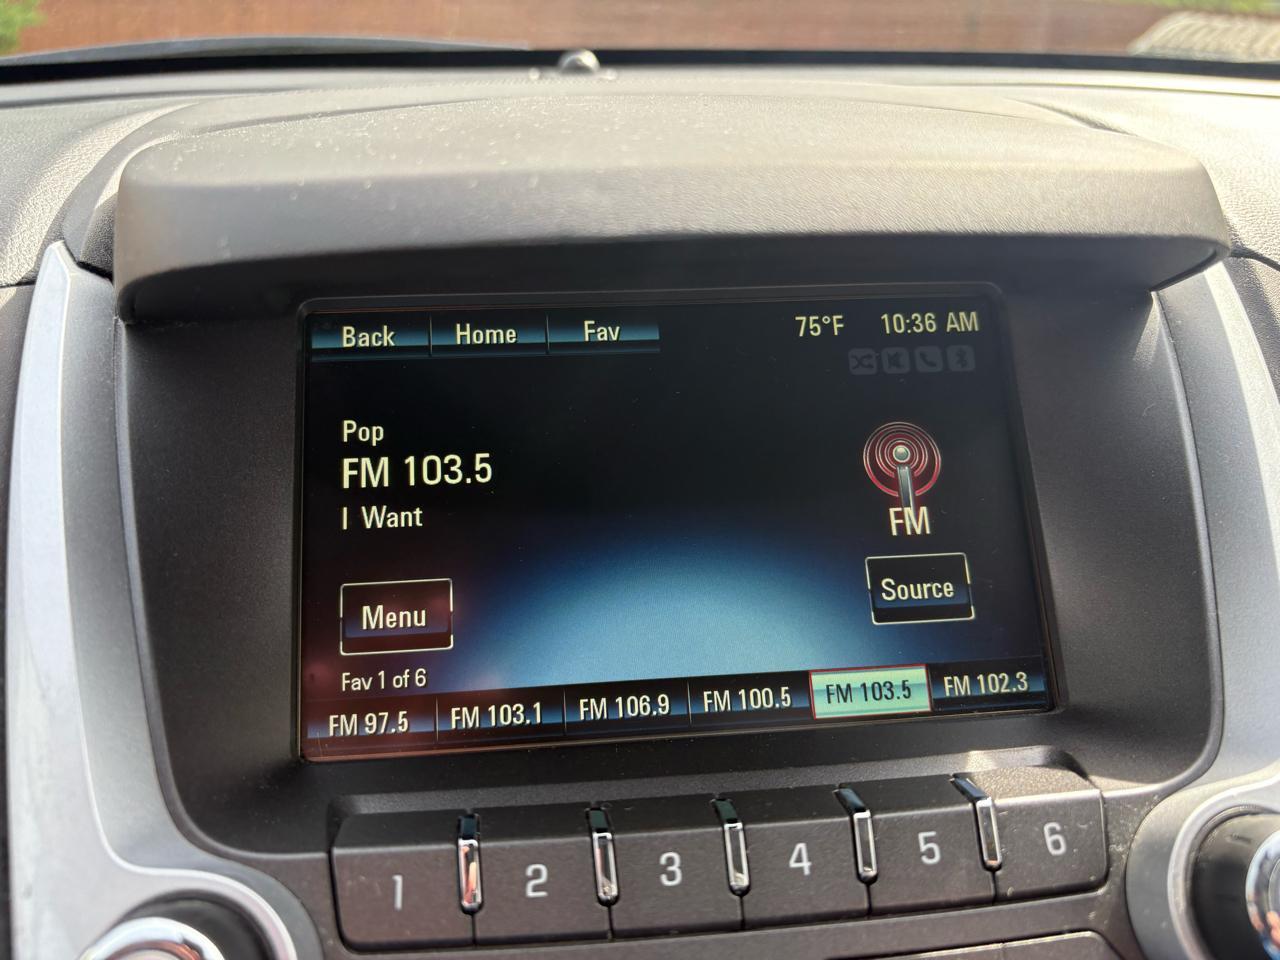 Back Home Fav 75°F 10:36 AM
Pop
FM 103.5
I Want
FM
Menu
Source
Fav 1 of 6
FM 97.5 FM 103.1 FM 106.9 FM 100.5 FM 103.5 FM 102.3
1 2 3 4 5 6